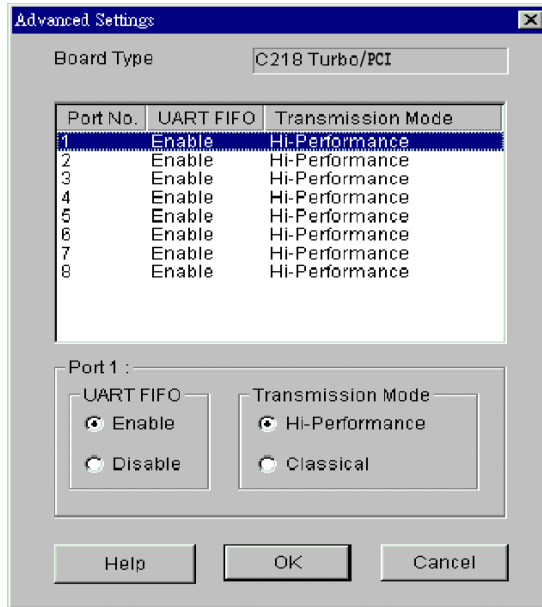 Advanced Settings
Board Type C218 Turbo/PCI
Port No. UART FIFO Transmission Mode
1 Enable Hi-Performance
2 Enable Hi-Performance
3 Enable Hi-Performance
4 Enable Hi-Performance
5 Enable Hi-Performance
6 Enable Hi-Performance
7 Enable Hi-Performance
8 Enable Hi-Performance
Port 1 :
UART FIFO Transmission Mode
Enable Hi-Performance
Disable Classical
Help OK Cancel